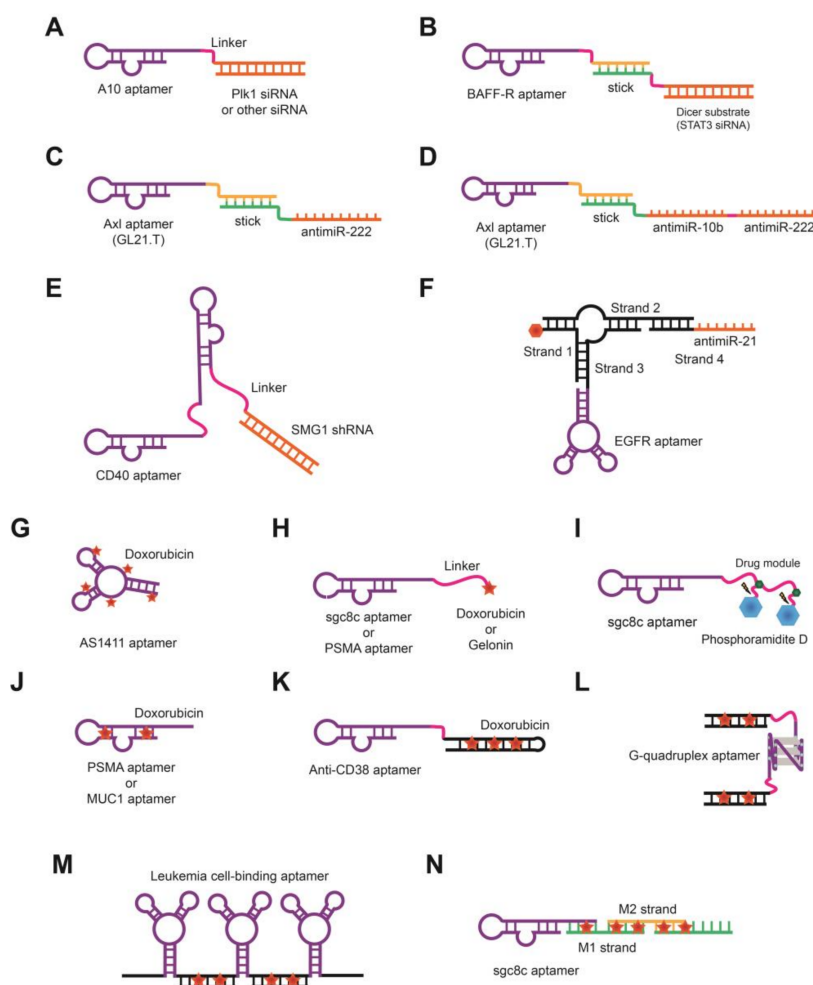 A
Linker
A10 aptamer
Plk1 siRNA
or other siRNA
B
BAFF-R aptamer
stick
Dicer substrate
(STAT3 siRNA)
C
Axl aptamer
(GL21.T)
stick
antimiR-222
D
Axl aptamer
(GL21.T)
stick
antimiR-10b
antimiR-222
E
Linker
SMG1 shRNA
CD40 aptamer
F
Strand 2
antimiR-21
Strand 1
Strand 4
Strand 3
EGFR aptamer
G
Doxorubicin
AS1411 aptamer
H
Linker
sgc8c aptamer
or
PSMA aptamer
Doxorubicin
or
Gelonin
I
Drug module
sgc8c aptamer
Phosphoramidite D
J
Doxorubicin
PSMA aptamer
or
MUC1 aptamer
K
Doxorubicin
Anti-CD38 aptamer
L
G-quadruplex aptamer
M
Leukemia cell-binding aptamer
N
M2 strand
M1 strand
sgc8c aptamer